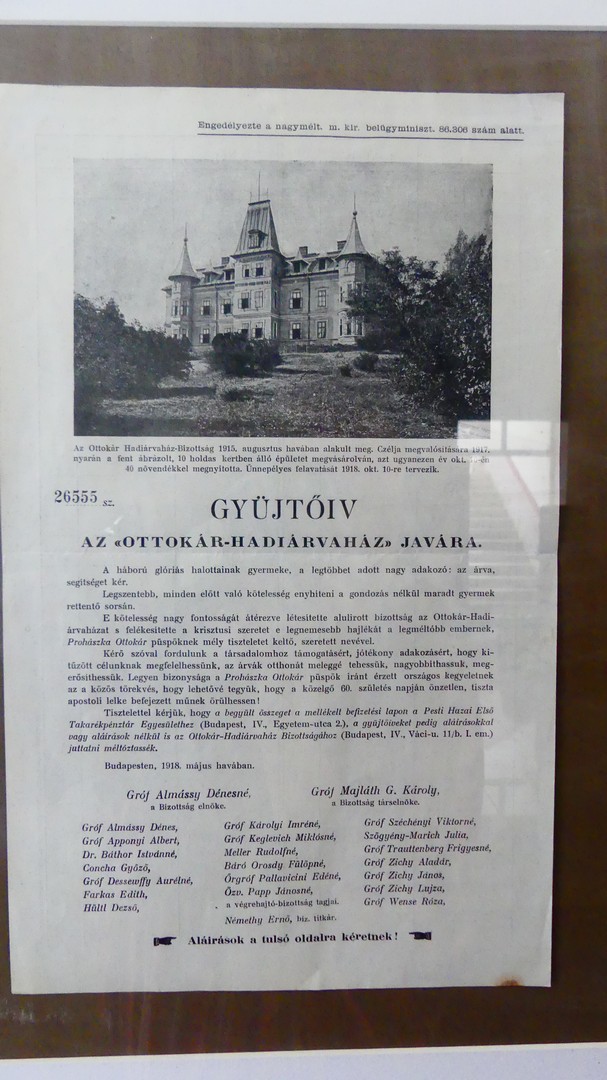 Engedélyezte a nagymélt. m. kir. belügyminiszt. 86.306 szám alatt.
Az Ottokár Hadiárvaház-Bizottság 1915. augusztus havában alakult meg. Czélja megvalósítására 1917.
nyarán a fent ábrázolt, 10 holdas kertben álló épületet megvásárolván, azt ugyanezen év okt.
40 növendékkel megnyitotta. Ünnepélyes felavatását 1918. okt. 10-re tervezik.
26555 sz.
GYÜJTŐIV
AZ «OTTOKÁR-HADIÁRVAHÁZ» JAVÁRA.
A háború glóriás halottainak gyermeke, a legtöbbet adott nagy adakozó: az árva,
segítséget kér.
Legszentebb, minden előtt való kötelesség enyhíteni a gondozás nélkül maradt gyermek
rettentő sorsán.
E kötelesség nagy fontosságát átérezve létesitette alulirott bizottság az Ottokár-Hadi-
árvaházat s felékesitette a krisztusi szeretet e legnemesebb hajlékát a legméltóbb embernek,
Prohászka Ottokár püspöknek mély tiszteletet keltő, szeretett nevével.
Kérő szóval fordulunk a társadalomhoz támogatásért, jótékony adakozásért, hogy ki-
tűzött célunknak megfelelhessünk, az árvák otthonát meleggé tehessük, nagyobbíthassuk, meg-
erősíthessük. Legyen bizonysága a Prohászka Ottokár püspök iránt érzett országos kegyeletnek
az a közös törekvés, hogy lehetővé tegyük, hogy a közelgő 60. születés napján önzetlen, tiszta
apostoli lelke befejezett műnek örülhessen!
Tisztelettel kérjük, hogy a begyült összeget a mellékelt befizetési lapon a Pesti Hazai Első
Takarékpénztár Egyesülethez (Budapest, IV., Egyetem-utca 2.), a gyüjtőíveket pedig aláírásokkal
vagy aláírások nélkül is az Ottokár-Hadiárvaház Bizottságához (Budapest, IV., Váci-u. 11/b. I. em.)
juttatni méltóztassék.
Budapesten, 1918. május havában.
Gróf Almássy Dénesné,
a Bizottság elnöke.
Gróf Majláth G. Károly,
a Bizottság társelnöke.
Gróf Almássy Dénes,
Gróf Apponyi Albert,
Dr. Báthor Istvánné,
Concha Győző,
Gróf Dessewffy Aurélné,
Farkas Edith,
Hültl Dezső,
Gróf Károlyi Imréné,
Gróf Keglevich Miklósné,
Meller Rudolfné,
Báró Orosdy Fülöpné,
Őrgróf Pallavicini Edéné,
Özv. Papp Jánosné,
a végrehajtó-bizottság tagjai.
Némethy Ernő, biz. titkár.
Gróf Széchényi Viktorné,
Szögyény-Marich Julia,
Gróf Trauttenberg Frigyesné,
Gróf Zichy Aladár,
Gróf Zichy János,
Gróf Zichy Lujza,
Gróf Wense Róza,
Aláirások a tulsó oldalra kéretnek!